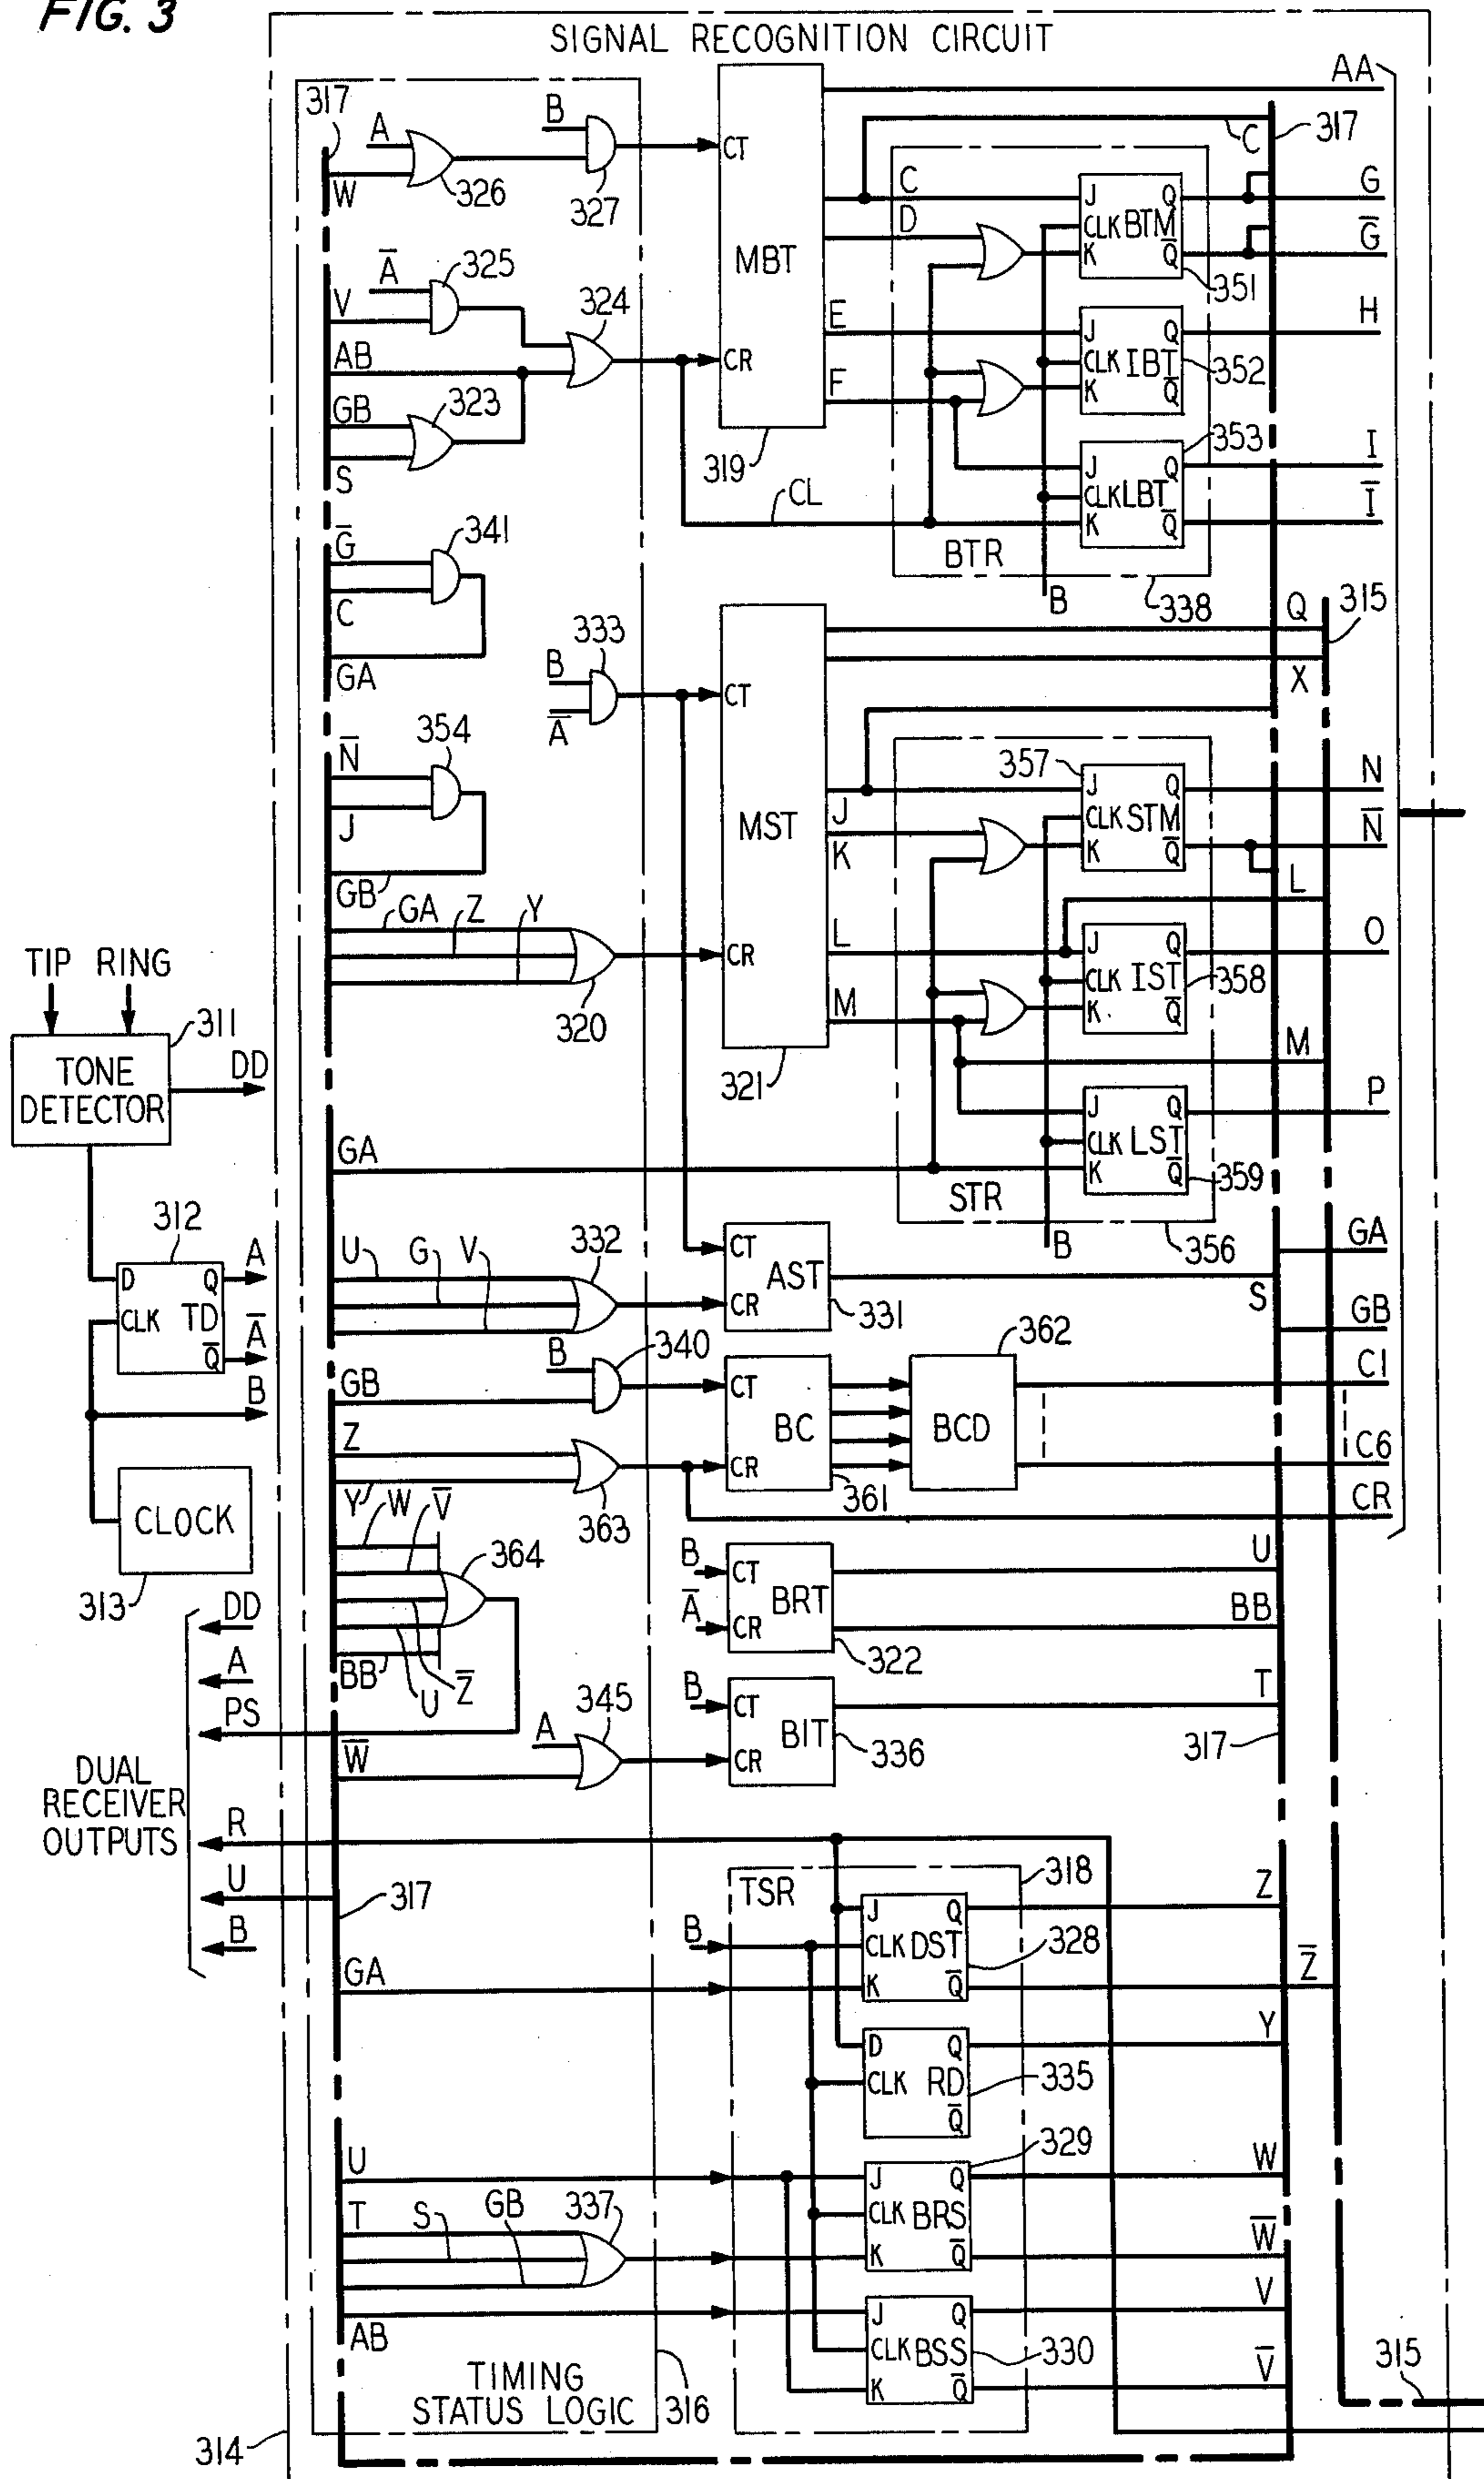 FIG. 3
SIGNAL RECOGNITION CIRCUIT
AA
317
A
B
W
326
327
CT
MBT
C
317
C
D
J Q
CLK BTM
K Q̅
351
G
G̅
A̅
325
V
324
AB
GB
323
S
CR
319
CL
E
F
J Q
CLK IBT
K Q̅
352
H
353
J Q
CLK LBT
K Q̅
I
I̅
BTR
B
338
G̅
341
C
GA
333
B
A̅
CT
MST
Q
315
X
N̅
354
J
GB
357
J
K
J Q
CLK STM
K Q̅
N
N̅
L
GA
Z
Y
320
CR
321
L
M
J Q
CLK IST
K Q̅
358
O
M
J Q
CLK LST
K Q̅
359
P
GA
STR
B
356
TIP RING
311
TONE
DETECTOR
DD
312
D Q
CLK TD
Q̅
A
A̅
B
CLOCK
313
U
G
V
332
CT
AST
CR
331
S
GA
GB
B
340
GB
CT
BC
CR
361
362
BCD
C1
C6
CR
Z
Y
363
W
V̅
364
BB
U
Z̅
B
CT
BRT
A̅
CR
322
U
BB
DD
A
PS
DUAL
RECEIVER
OUTPUTS
R
U
B
W̅
A
345
B
CT
BIT
CR
336
T
317
317
TSR
318
B
J Q
CLK DST
K Q̅
328
Z
Z̅
GA
D Q
CLK RD
Q̅
335
Y
U
329
J Q
CLK BRS
K Q̅
W
W̅
T
S
GB
337
AB
J Q
CLK BSS
K Q̅
330
V
V̅
315
TIMING
STATUS LOGIC
316
314